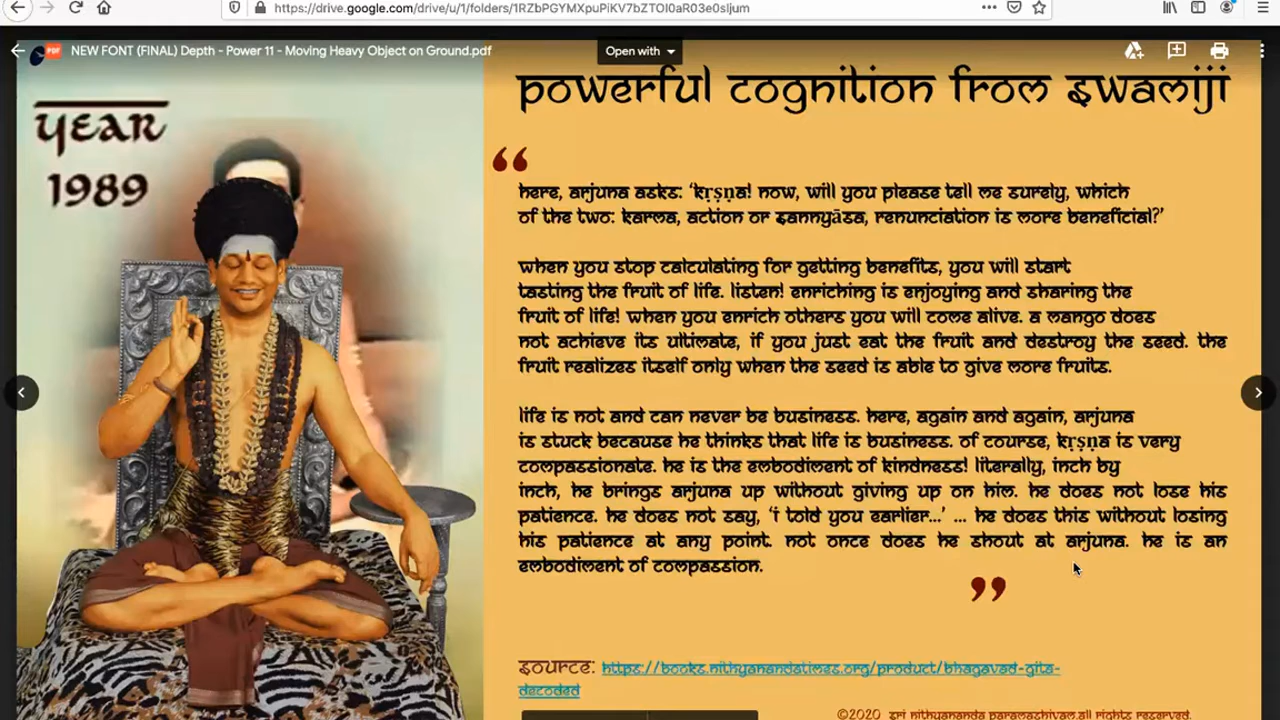 https://drive.google.com/drive/u/1/folders/1RZbPGYMXpuPiKV7bZTOI0aR03e0sljum
NEW FONT (FINAL) Depth - Power 11 - Moving Heavy Object on Ground.pdf
Open with
YEAR
1989
powerful cognition from swamiji
“
here, arjuna asks: ‘kṛṣṇa! now, will you please tell me surely, which
of the two: karma, action or sannyāsa, renunciation is more beneficial?’
when you stop calculating for getting benefits, you will start
tasting the fruit of life. listen! enriching is enjoying and sharing the
fruit of life! when you enrich others you will come alive. a mango does
not achieve its ultimate, if you just eat the fruit and destroy the seed. the
fruit realizes itself only when the seed is able to give more fruits.
life is not and can never be business. here, again and again, arjuna
is stuck because he thinks that life is business. of course, kṛṣṇa is very
compassionate. he is the embodiment of kindness! literally, inch by
inch, he brings arjuna up without giving up on him. he does not lose his
patience. he does not say, ‘i told you earlier...’ ... he does this without losing
his patience at any point. not once does he shout at arjuna. he is an
embodiment of compassion.
”
source: https://books.nithyanandatimes.org/product/bhagavad-gita-
decoded
©2020 sri nithyananda paramashivam.all rights reserved.